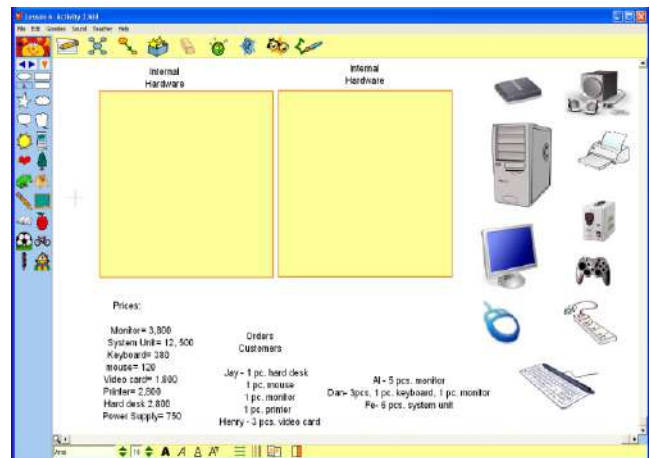 Lesson 4- Activity 2.kid
File Edit Goodies Sound Teacher Help
Internal
Hardware
Internal
Hardware
Prices:
Monitor= 3,800
System Unit= 12, 500
Keyboard= 380
mouse= 120
Video card= 1,800
Printer= 2,800
Hard desk 2,800
Power Supply= 750
Orders
Customers
Jay - 1 pc. hard desk
1 pc. mouse
1 pc. monitor
1 pc. printer
Henry - 3 pcs. video card
Al - 5 pcs. monitor
Dan- 3pcs, 1 pc. keyboard, 1 pc. monitor
Fe- 6 pcs. system unit
Arial
A A A A